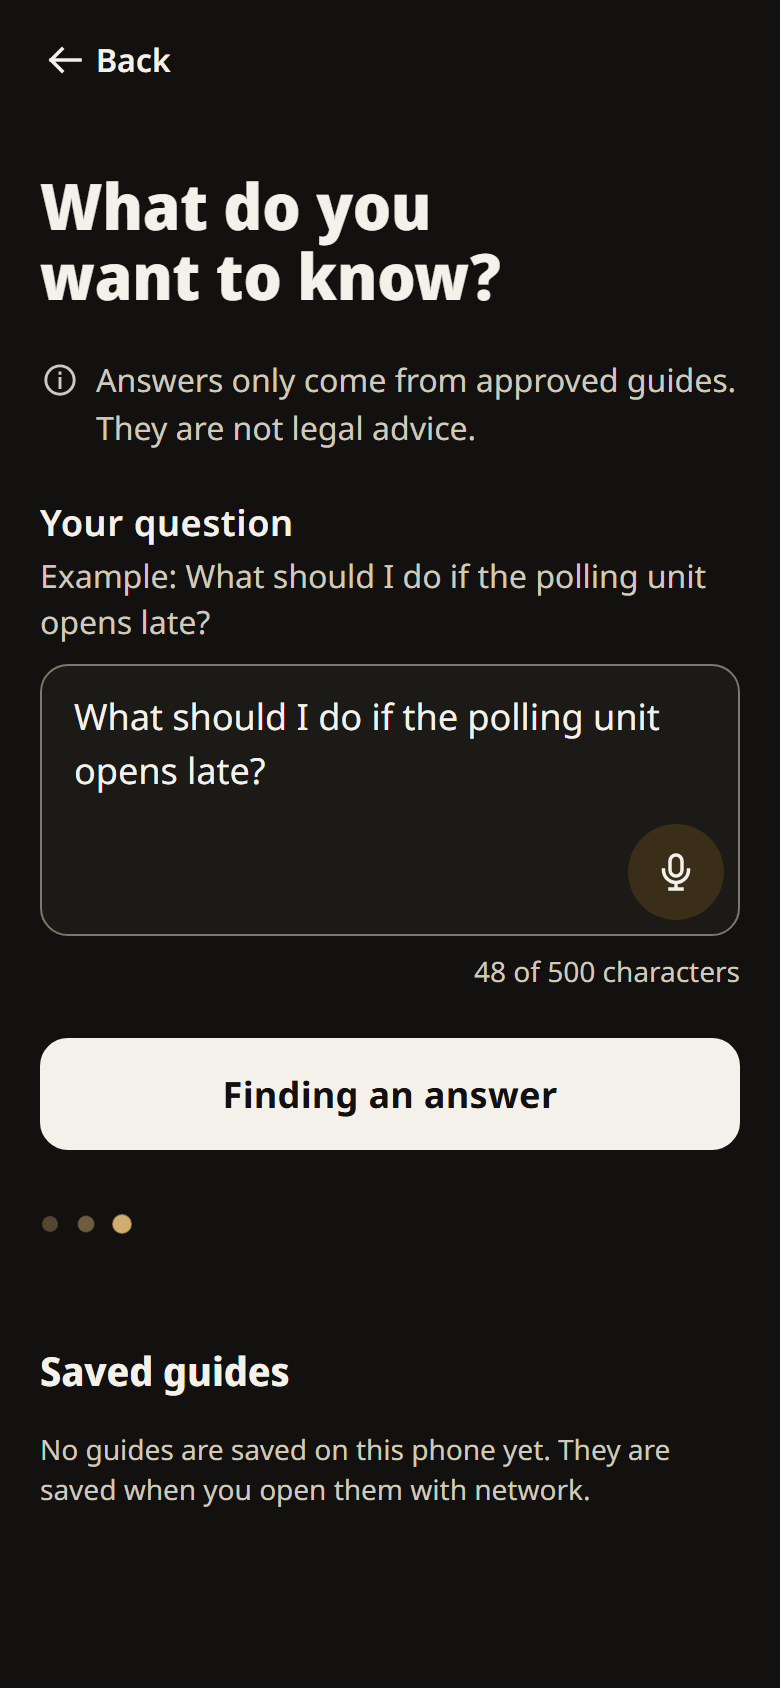 Back
What do you
want to know?
Answers only come from approved guides.
They are not legal advice.
Your question
Example: What should I do if the polling unit
opens late?
What should I do if the polling unit
opens late?
48 of 500 characters
Finding an answer
Saved guides
No guides are saved on this phone yet. They are
saved when you open them with network.